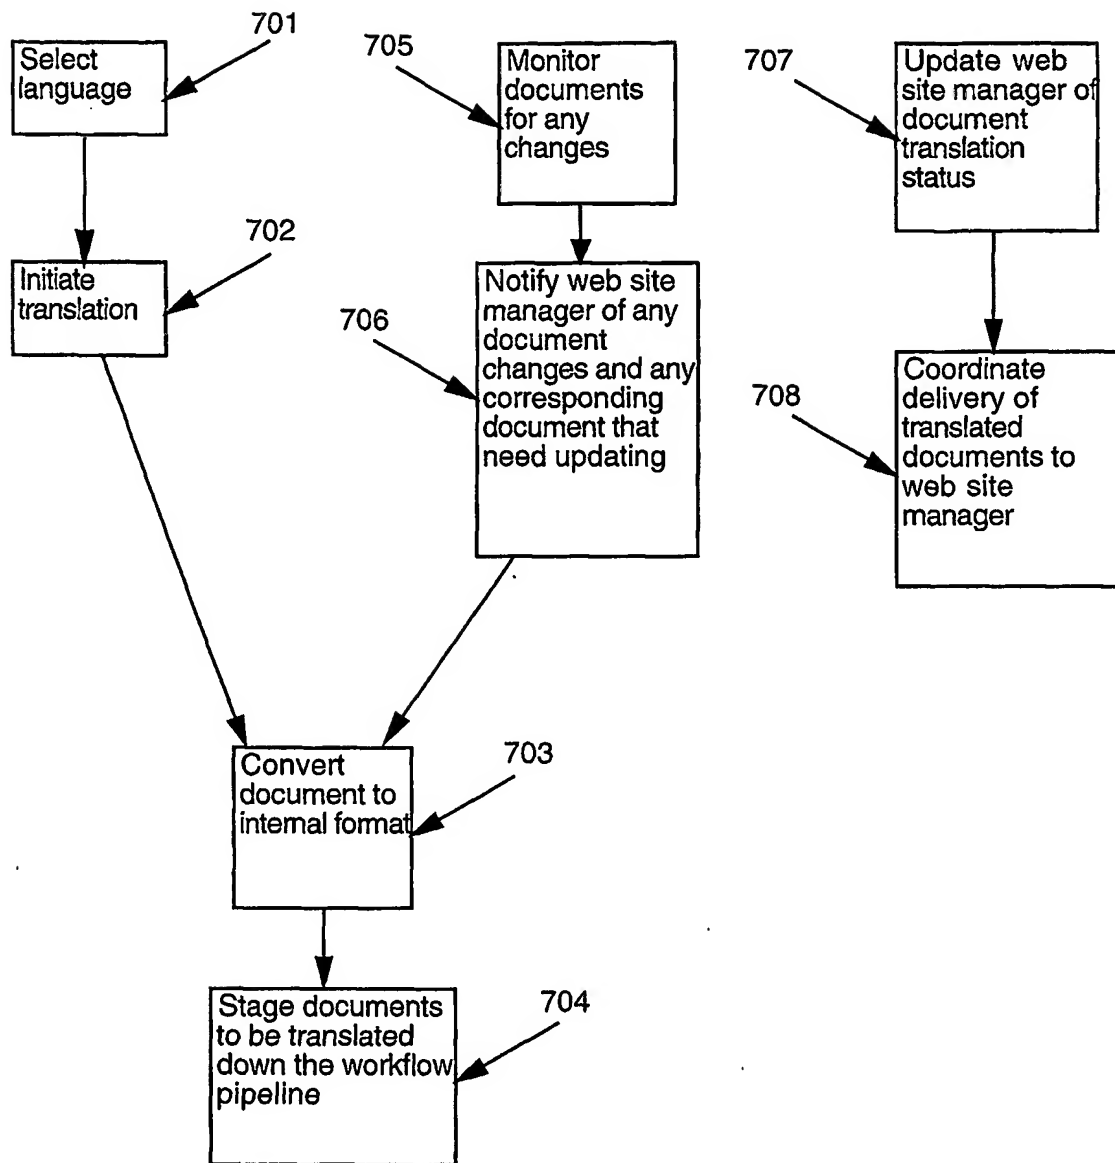 701
Select
language
702
Initiate
translation
705
Monitor
documents
for any
changes
706
Notify web site
manager of any
document
changes and any
corresponding
document that
need updating
707
Update web
site manager of
document
translation
status
708
Coordinate
delivery of
translated
documents to
web site
manager
703
Convert
document to
internal format
704
Stage documents
to be translated
down the workflow
pipeline